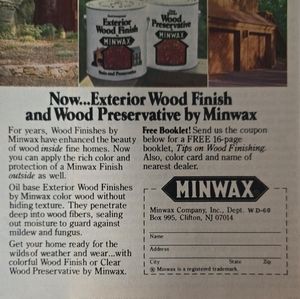 Exterior
Wood Finish
MINWAX
Stains and Preserves
Wood
Preservative
MINWAX
Now...Exterior Wood Finish
and Wood Preservative by Minwax
For years, Wood Finishes by
Minwax have enhanced the beauty
of wood inside fine homes. Now
you can apply the rich color and
protection of a Minwax Finish
outside as well.
Oil base Exterior Wood Finishes
by Minwax color wood without
hiding texture. They penetrate
deep into wood fibers, sealing
out moisture to guard against
mildew and fungus.
Get your home ready for the
wilds of weather and wear...with
colorful Wood Finish or Clear
Wood Preservative by Minwax.
Free Booklet! Send us the coupon
below for a FREE 16-page
booklet, Tips on Wood Finishing.
Also, color card and name of
nearest dealer.
MINWAX
Minwax Company, Inc., Dept. WD-60
Box 995, Clifton, NJ 07014
Name
Address
City State Zip
® Minwax is a registered trademark.